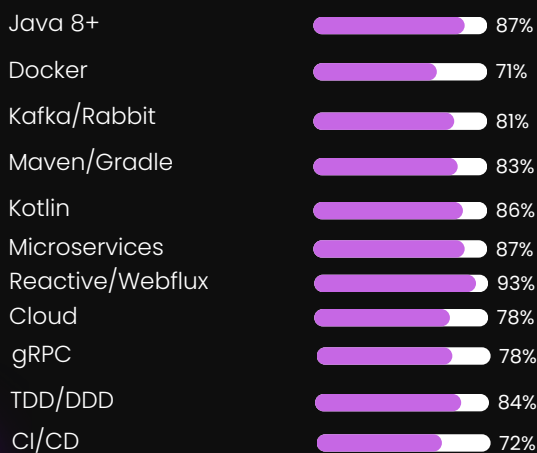 Java 8+ 87%
Docker 71%
Kafka/Rabbit 81%
Maven/Gradle 83%
Kotlin 86%
Microservices 87%
Reactive/Webflux 93%
Cloud 78%
gRPC 78%
TDD/DDD 84%
CI/CD 72%